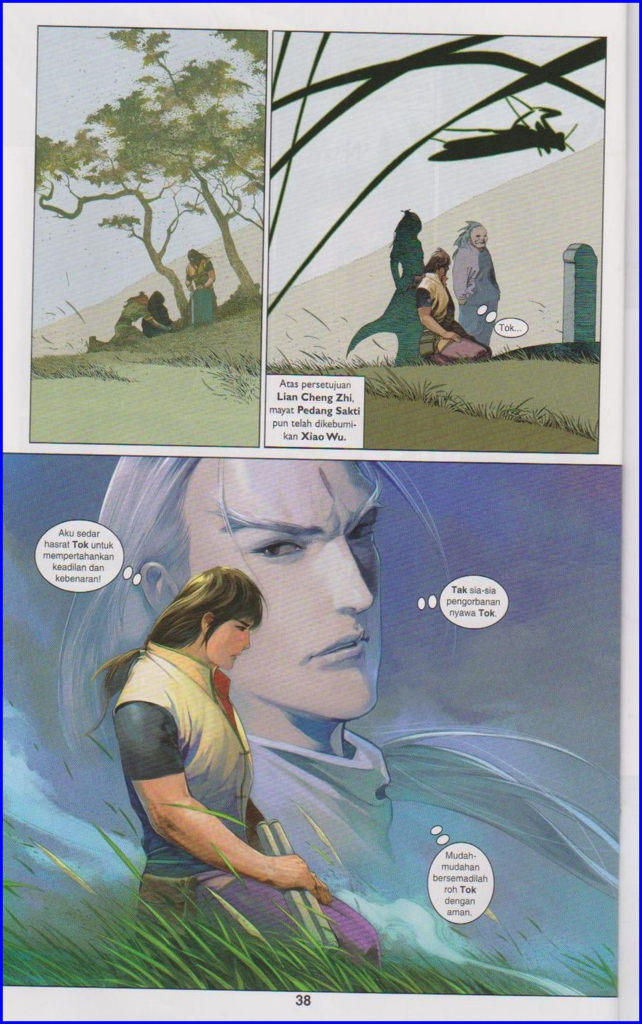 Tok...
Atas persetujuan
Lian Cheng Zhi,
mayat Pedang Sakti
pun telah dikebumi-
kan Xiao Wu.
Aku sedar
hasrat Tok untuk
mempertahankan
keadilan dan
kebenaran!
Tak sia-sia
pengorbanan
nyawa Tok.
Mudah-
mudahan
bersemadilah
roh Tok
dengan
aman.
38